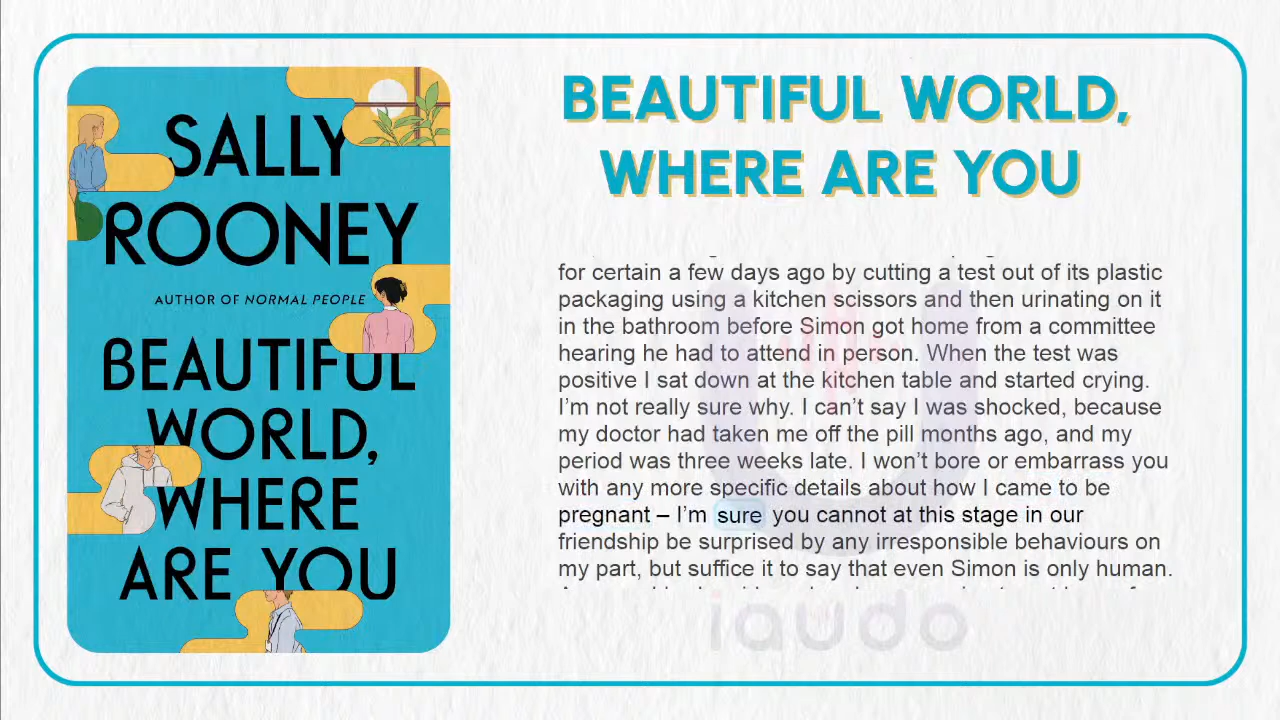 SALLY
ROONEY
AUTHOR OF NORMAL PEOPLE
BEAUTIFUL
WORLD,
WHERE
ARE YOU
BEAUTIFUL WORLD,
WHERE ARE YOU
for certain a few days ago by cutting a test out of its plastic
packaging using a kitchen scissors and then urinating on it
in the bathroom before Simon got home from a committee
hearing he had to attend in person. When the test was
positive I sat down at the kitchen table and started crying.
I’m not really sure why. I can’t say I was shocked, because
my doctor had taken me off the pill months ago, and my
period was three weeks late. I won’t bore or embarrass you
with any more specific details about how I came to be
pregnant – I’m sure you cannot at this stage in our
friendship be surprised by any irresponsible behaviours on
my part, but suffice it to say that even Simon is only human.
iaudo